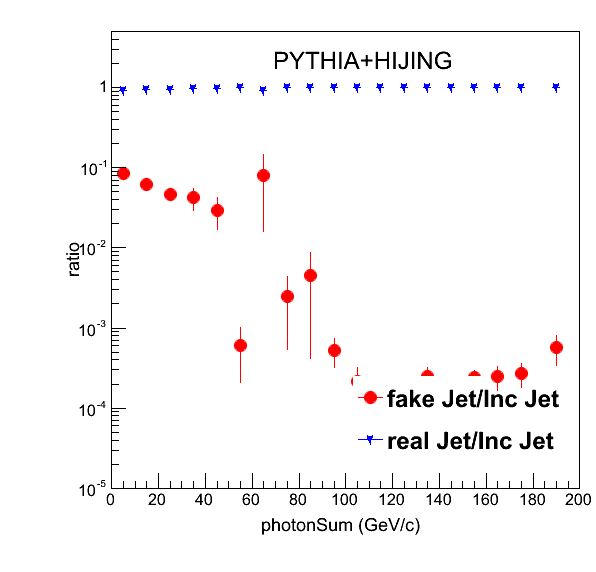 PYTHIA+HIJING
1
10-1
10-2
10-3
10-4
10-5
ratio
fake Jet/Inc Jet
real Jet/Inc Jet
0 20 40 60 80 100 120 140 160 180 200
photonSum (GeV/c)